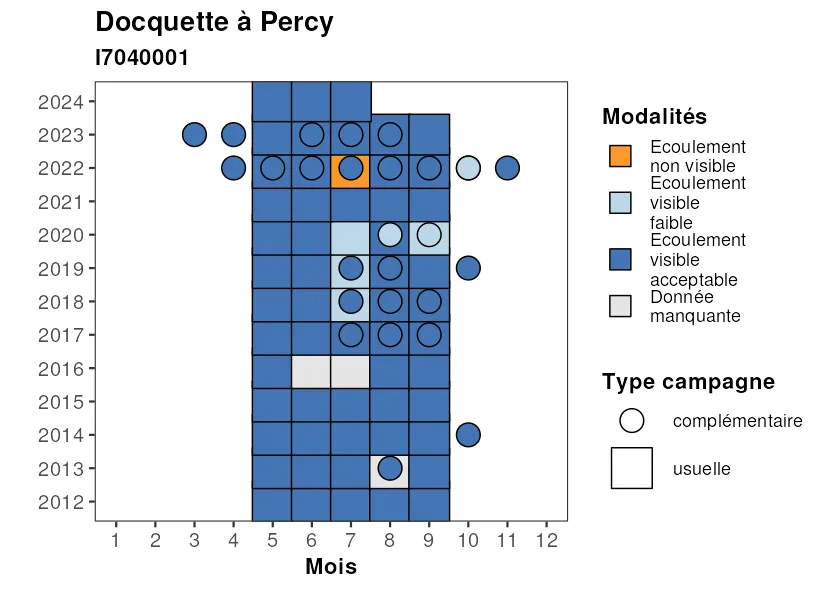 Docquette à Percy
I7040001
2024
2023
2022
2021
2020
2019
2018
2017
2016
2015
2014
2013
2012
1 2 3 4 5 6 7 8 9 10 11 12
Mois
Modalités
Ecoulement
non visible
Ecoulement
visible
faible
Ecoulement
visible
acceptable
Donnée
manquante
Type campagne
complémentaire
usuelle